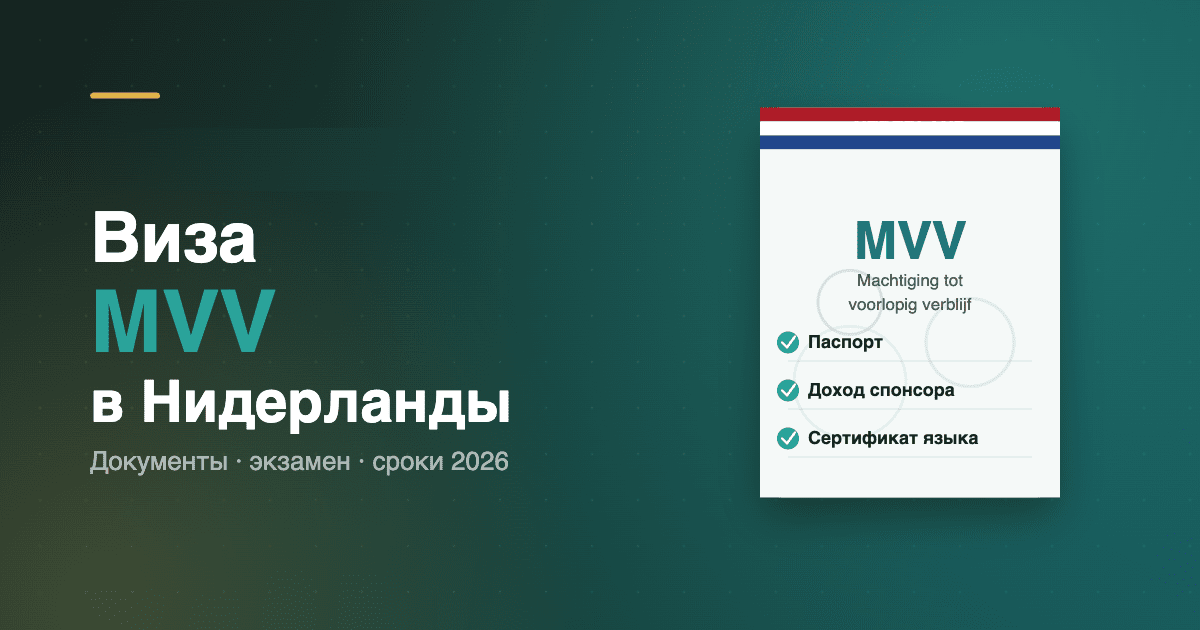 Виза
MVV
в Нидерланды
Документы · экзамен · сроки 2026
MVV
Machtiging tot
voorlopig verblijf
Паспорт
Доход спонсора
Сертификат языка